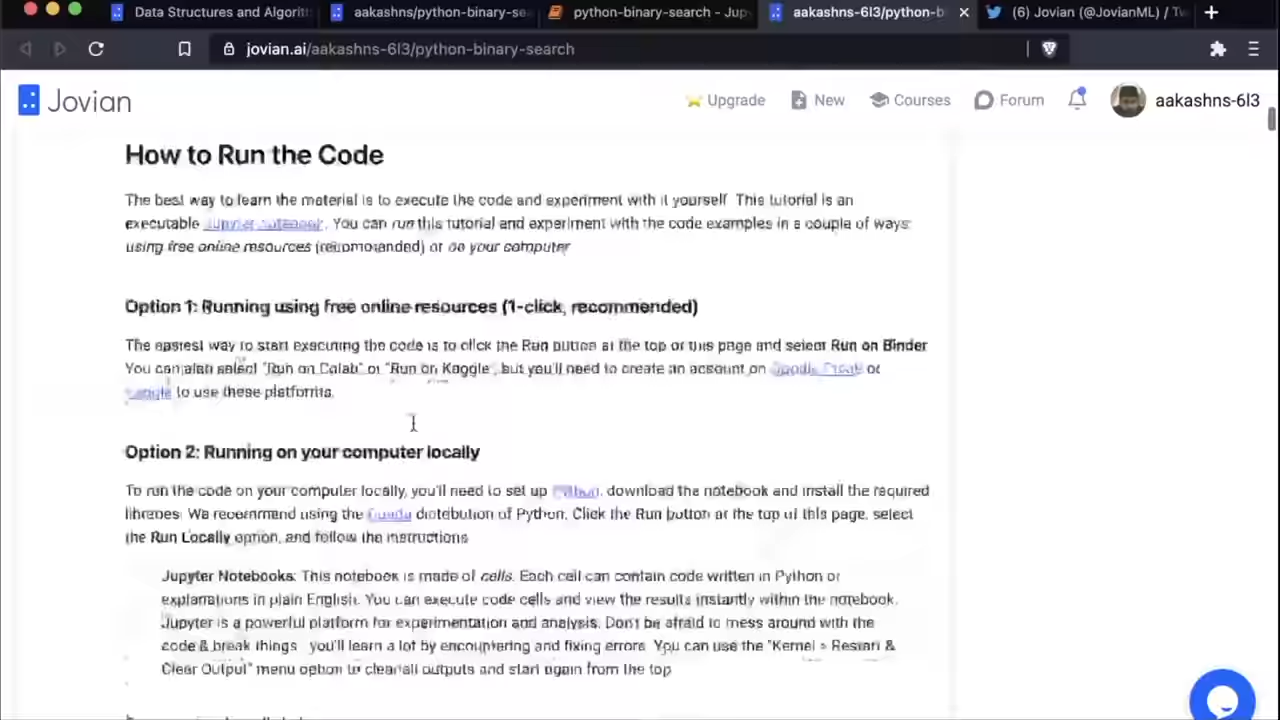 Data Structures and Algorith
aakashns/python-binary-sea
python-binary-search - Jup
aakashns-6l3/python-b
(6) Jovian (@JovianML) / Tw
jovian.ai/aakashns-6l3/python-binary-search
Jovian
Upgrade
New
Courses
Forum
aakashns-6l3
How to Run the Code
The best way to learn the material is to execute the code and experiment with it yourself. This tutorial is an
executable Jupyter notebook. You can run this tutorial and experiment with the code examples in a couple of ways:
using free online resources (recommended) or on your computer
Option 1: Running using free online resources (1-click, recommended)
The easiest way to start executing the code is to click the Run button at the top of this page and select Run on Binder
You can also select "Run on Colab" or "Run on Kaggle", but you'll need to create an account on Google Colab or
Kaggle to use these platforms.
Option 2: Running on your computer locally
To run the code on your computer locally, you'll need to set up Python, download the notebook and install the required
libraries. We recommend using the Conda distribution of Python. Click the Run button at the top of this page, select
the Run Locally option, and follow the instructions
Jupyter Notebooks: This notebook is made of cells. Each cell can contain code written in Python or
explanations in plain English. You can execute code cells and view the results instantly within the notebook.
Jupyter is a powerful platform for experimentation and analysis. Don't be afraid to mess around with the
code & break things - you'll learn a lot by encountering and fixing errors. You can use the "Kernel > Restart &
Clear Output" menu option to clear all outputs and start again from the top